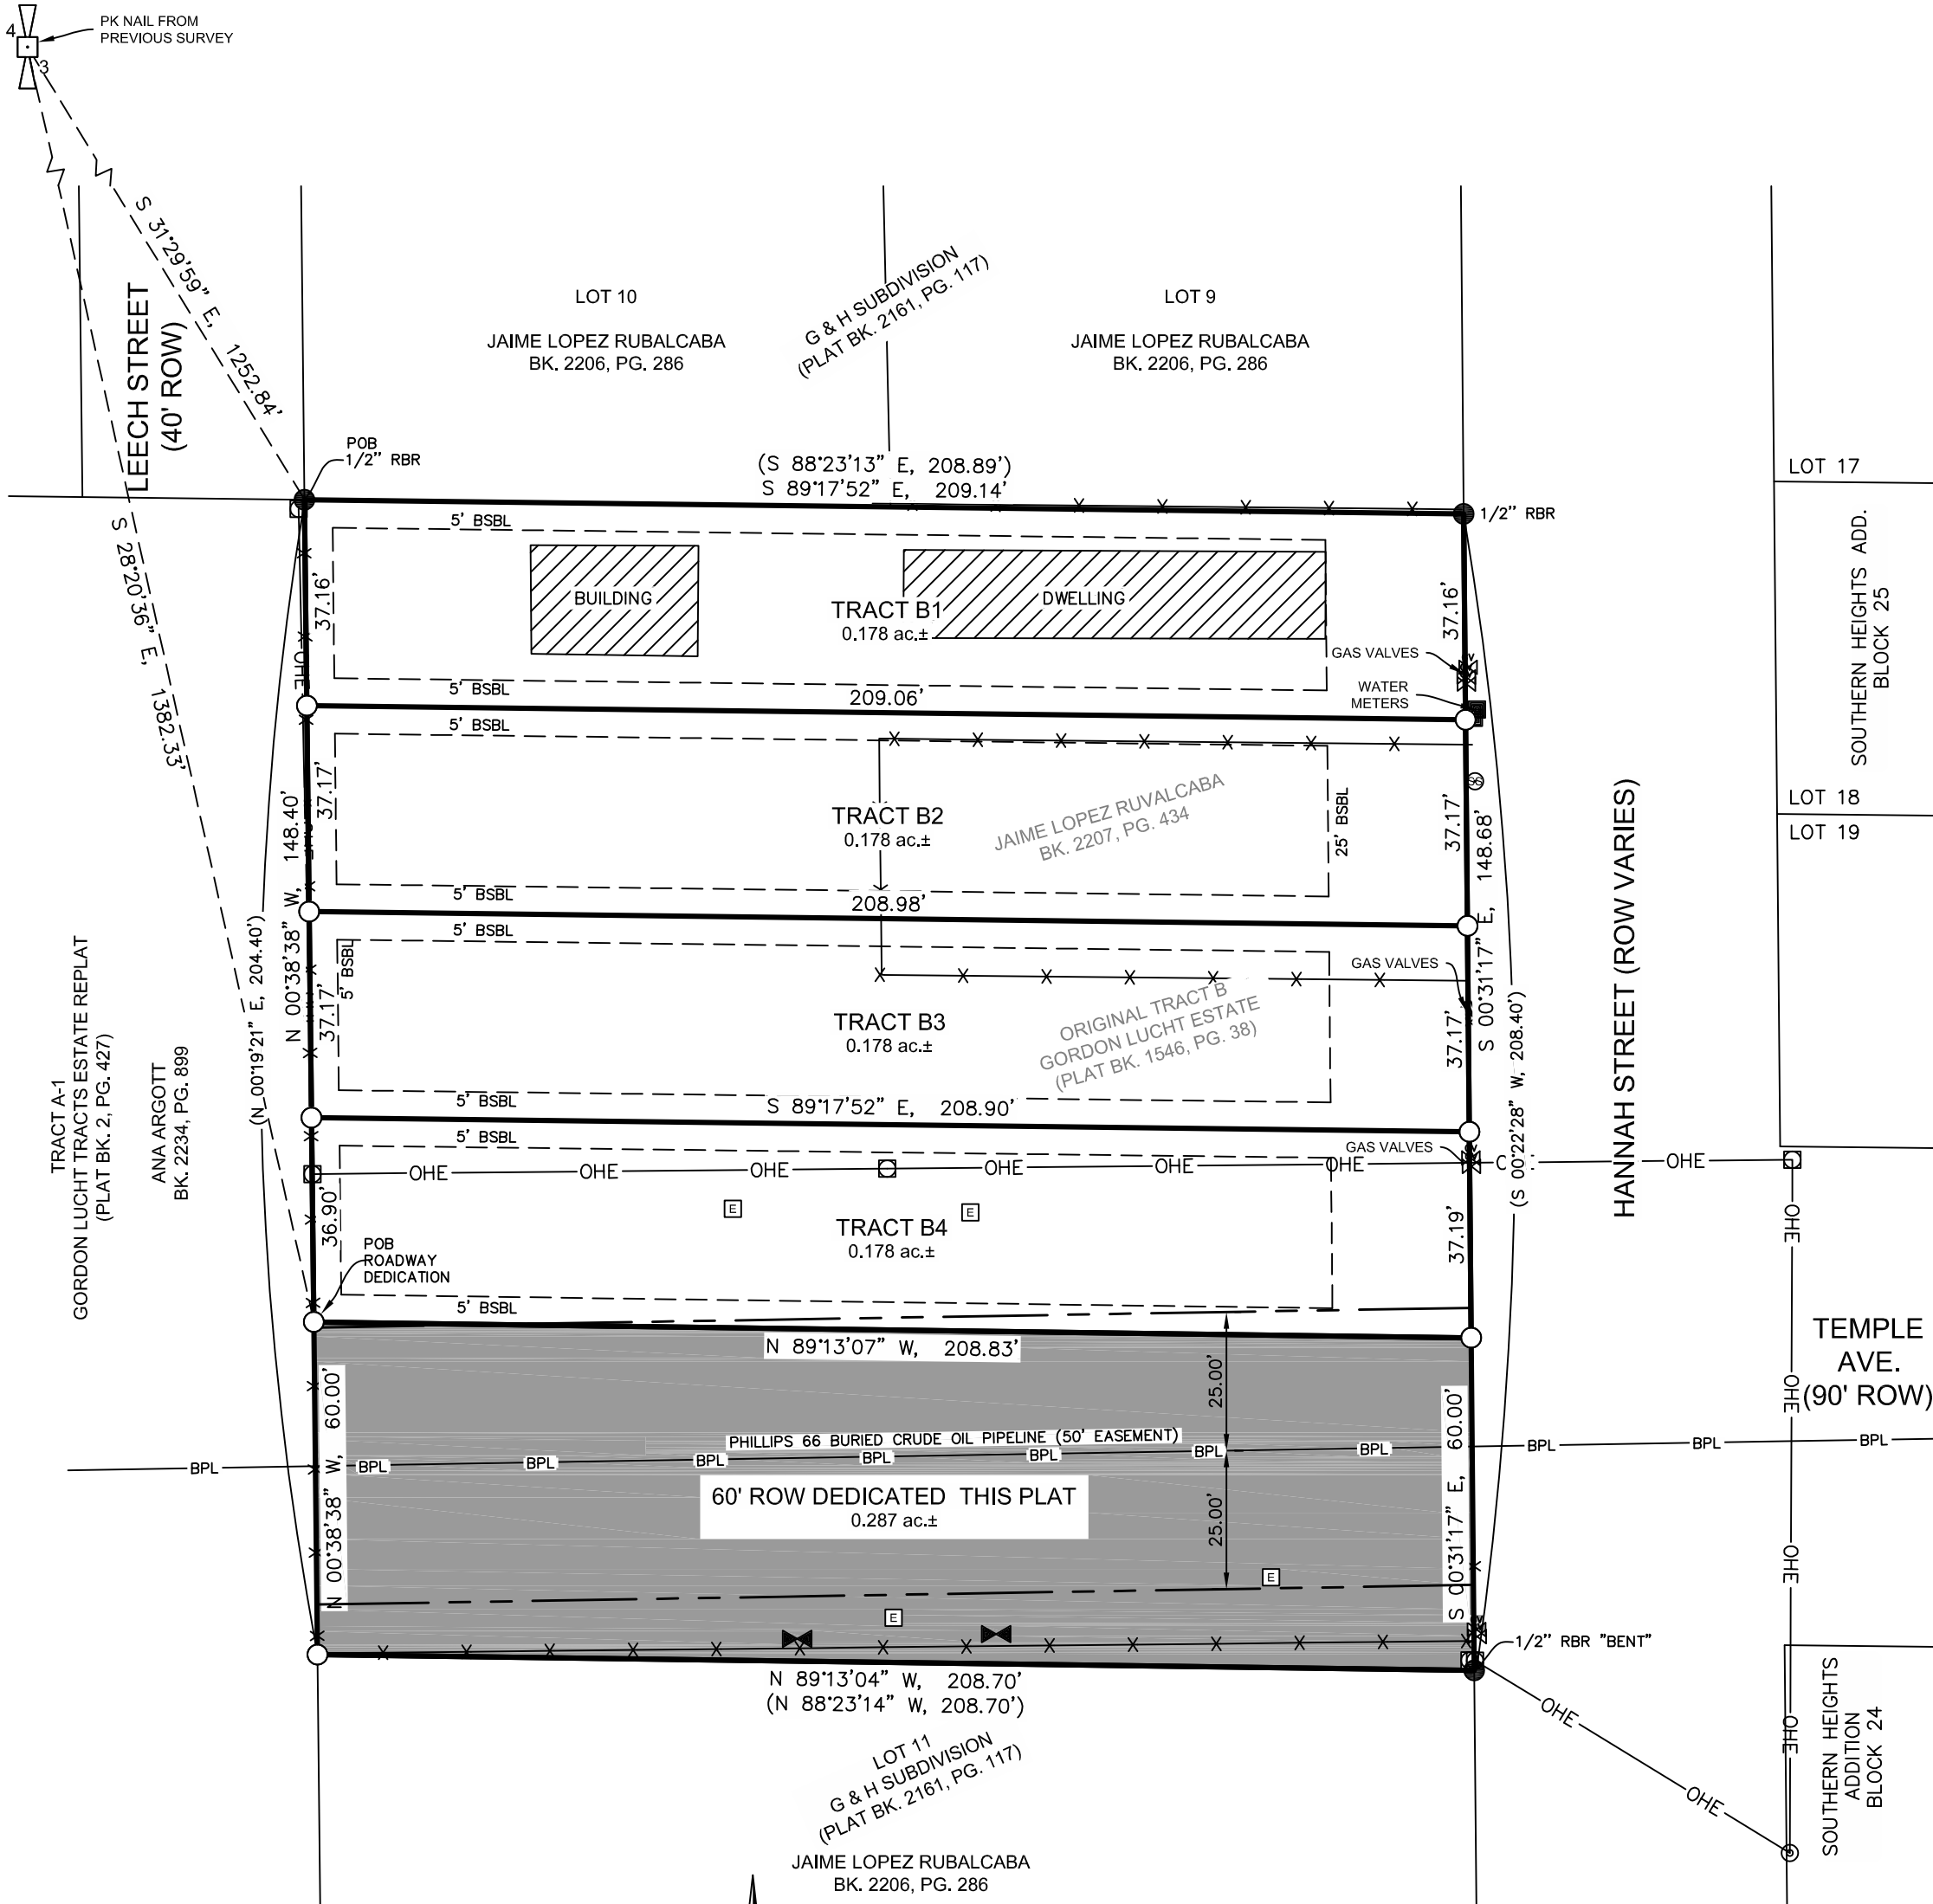 4
PK NAIL FROM
PREVIOUS SURVEY
3
S 31°29'59" E, 1252.84'
S 28°20'36" E, 1382.33'
LEECH STREET
(40' ROW)
LOT 10
JAIME LOPEZ RUBALCABA
BK. 2206, PG. 286
G & H SUBDIVISION
(PLAT BK. 2161, PG. 117)
LOT 9
JAIME LOPEZ RUBALCABA
BK. 2206, PG. 286
POB
1/2" RBR
(S 88°23'13" E, 208.89')
S 89°17'52" E, 209.14'
1/2" RBR
LOT 17
SOUTHERN HEIGHTS ADD.
BLOCK 25
LOT 18
LOT 19
5' BSBL
BUILDING
DWELLING
TRACT B1
0.178 ac.±
37.16'
37.16'
OHE
GAS VALVES
WATER
METERS
5' BSBL
209.06'
5' BSBL
37.17'
TRACT B2
0.178 ac.±
JAIME LOPEZ RUVALCABA
BK. 2207, PG. 434
25' BSBL
37.17'
N 00°38'38" W, 148.40'
S 00°31'17" E, 148.68'
5' BSBL
208.98'
5' BSBL
5' BSBL
37.17'
TRACT B3
0.178 ac.±
ORIGINAL TRACT B
GORDON LUCHT ESTATE
(PLAT BK. 1546, PG. 38)
GAS VALVES
37.17'
(N 00°19'21" E, 204.40')
(S 00°22'28" W, 208.40')
HANNAH STREET (ROW VARIES)
TRACT A-1
GORDON LUCHT TRACTS ESTATE REPLAT
(PLAT BK. 2, PG. 427)
ANA ARGOTT
BK. 2234, PG. 899
5' BSBL
S 89°17'52" E, 208.90'
5' BSBL
GAS VALVES
OHE OHE OHE OHE OHE OHE OHE
E
E
TRACT B4
0.178 ac.±
36.90'
37.19'
POB
ROADWAY
DEDICATION
5' BSBL
OHE
OHE
OHE
OHE
TEMPLE
AVE.
(90' ROW)
N 89°13'07" W, 208.83'
25.00'
25.00'
N 00°38'38" W, 60.00'
S 00°31'17" E, 60.00'
PHILLIPS 66 BURIED CRUDE OIL PIPELINE (50' EASEMENT)
BPL BPL BPL BPL BPL BPL BPL BPL BPL BPL BPL
60' ROW DEDICATED THIS PLAT
0.287 ac.±
E
E
1/2" RBR "BENT"
N 89°13'04" W, 208.70'
(N 88°23'14" W, 208.70')
OHE
OHE
LOT 11
G & H SUBDIVISION
(PLAT BK. 2161, PG. 117)
JAIME LOPEZ RUBALCABA
BK. 2206, PG. 286
SOUTHERN HEIGHTS
ADDITION
BLOCK 24